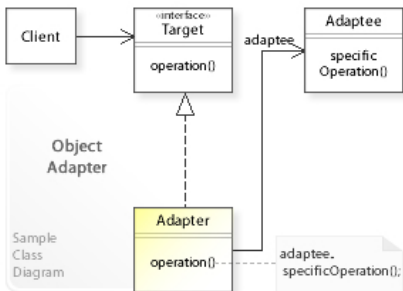 Client
«interface»
Target
operation()
adaptee
Adaptee
specific
Operation()
Object
Adapter
Sample
Class
Diagram
Adapter
operation()
adaptee.
specificOperation();